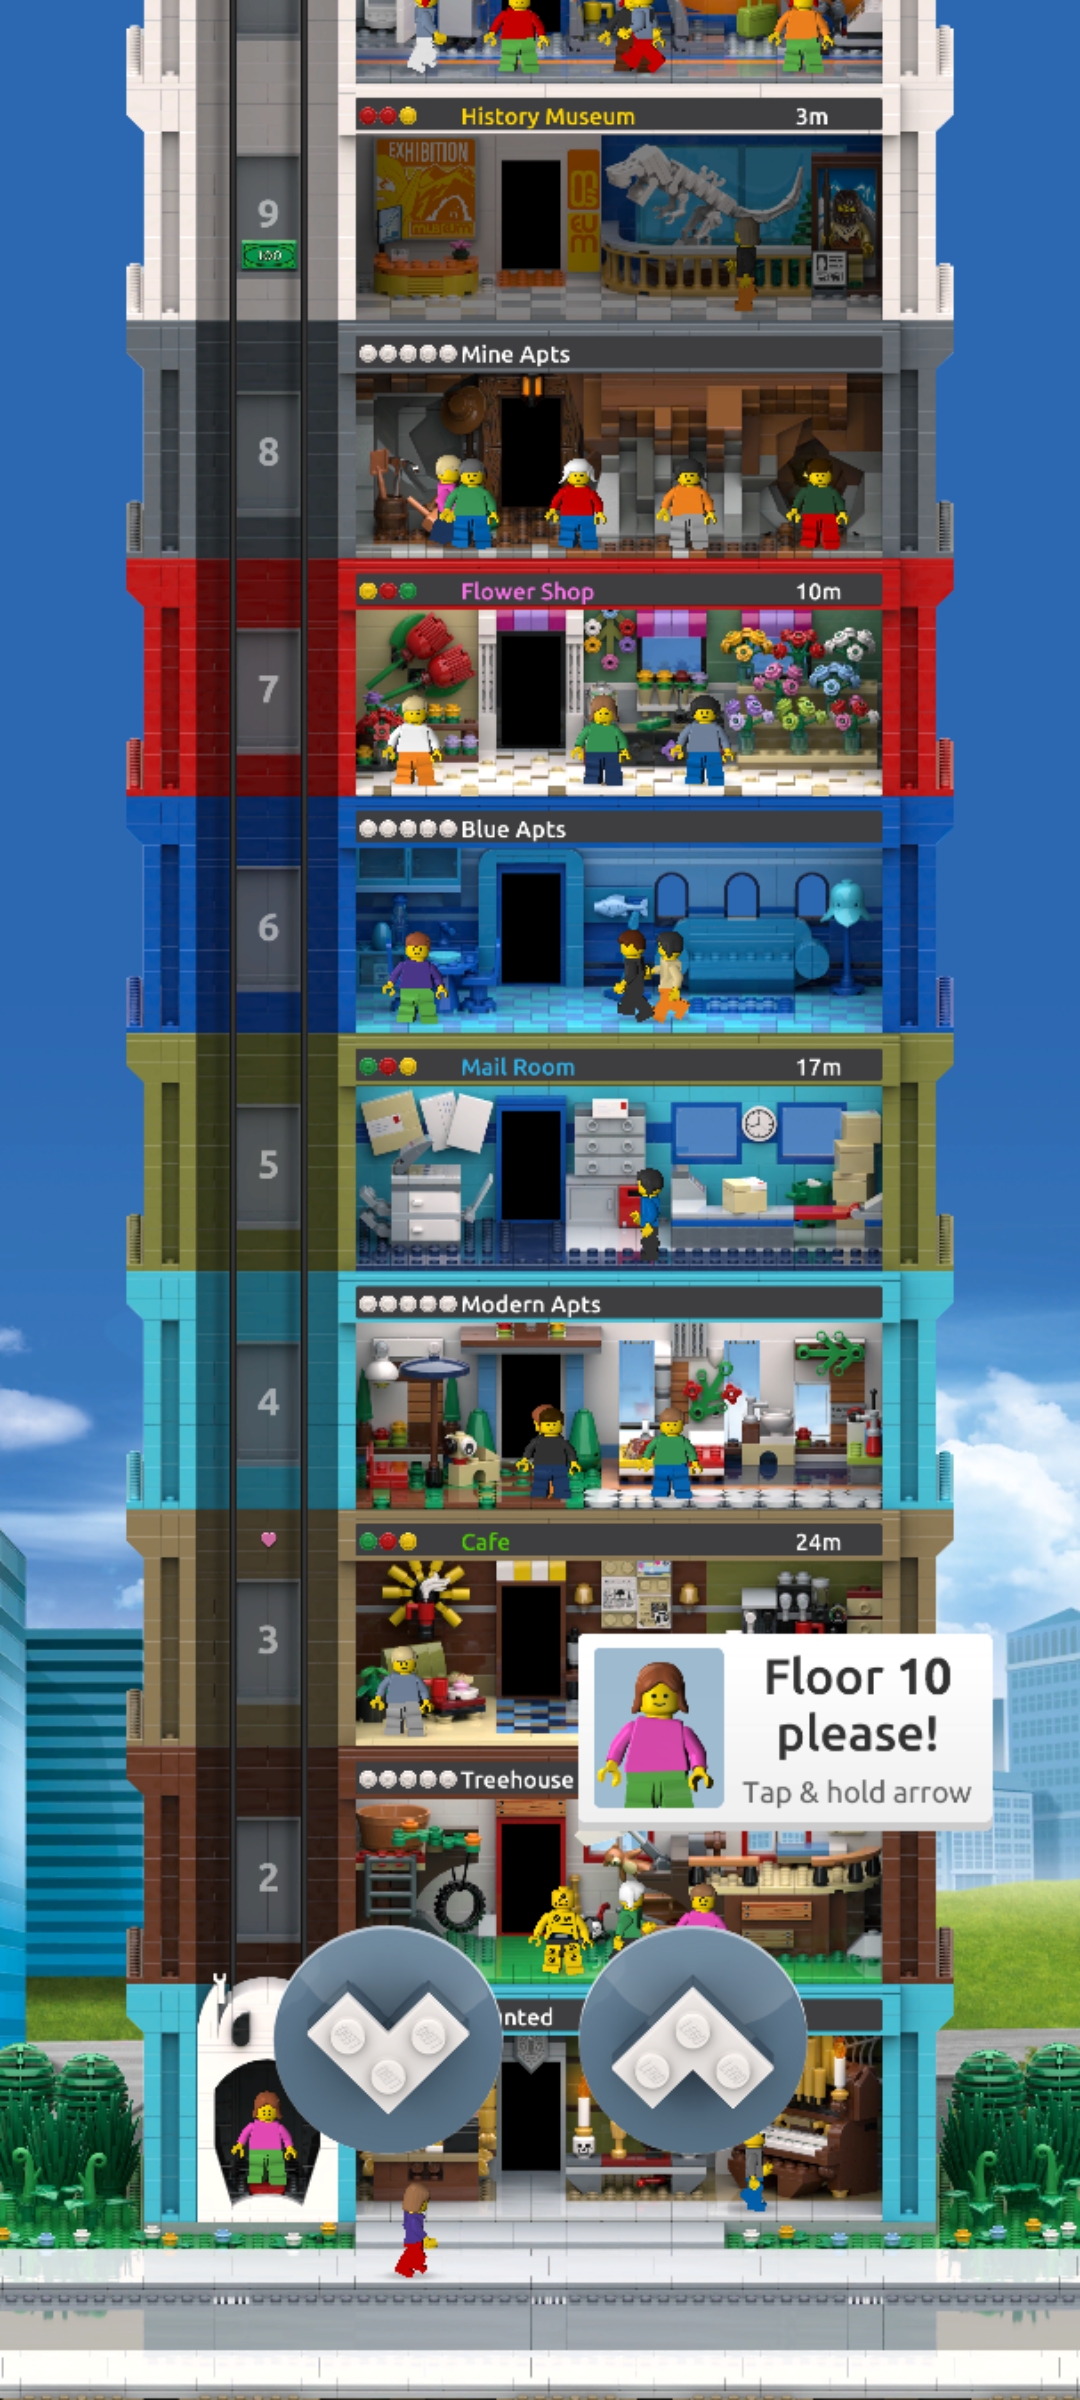 History Museum 3m
EXHIBITION
MUSEUM
9
100
Mine Apts
8
Flower Shop 10m
7
Blue Apts
6
Mail Room 17m
5
Modern Apts
4
Cafe 24m
3
Floor 10
please!
Tap & hold arrow
Treehouse
2
nted